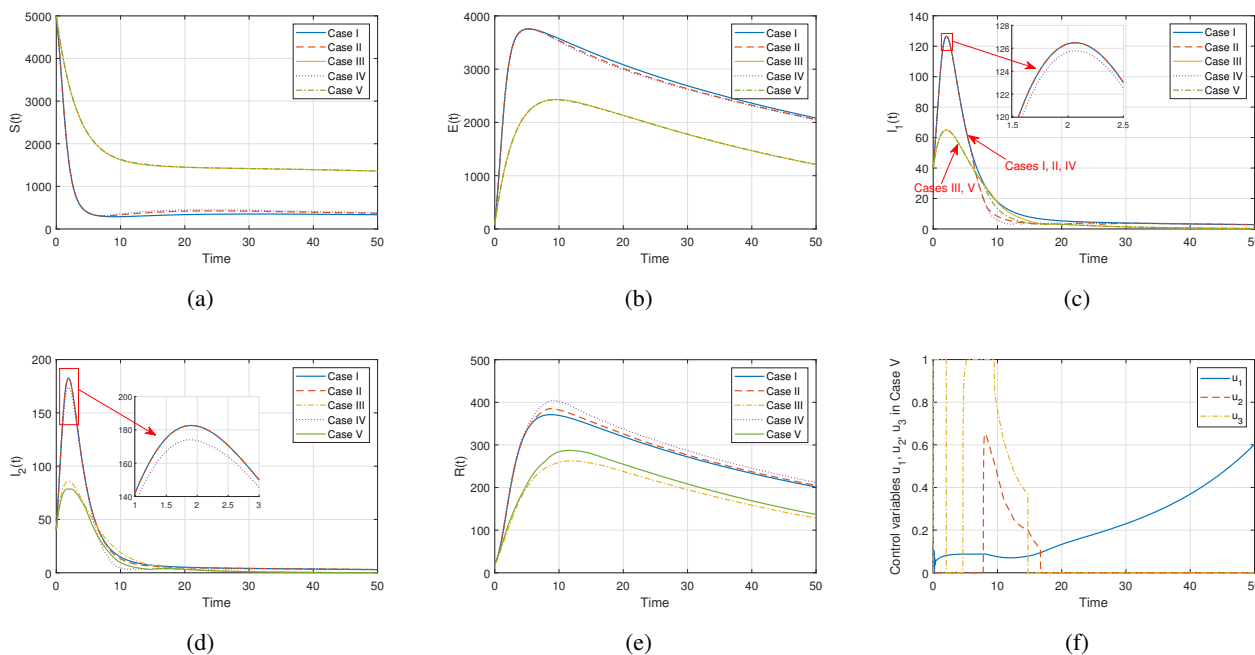 5000
4000
3000
2000
1000
0
S(t)
0 10 20 30 40 50
Time
Case I
Case II
Case III
Case IV
Case V
(a)
4000
3500
3000
2500
2000
1500
1000
500
0
E(t)
0 10 20 30 40 50
Time
Case I
Case II
Case III
Case IV
Case V
(b)
140
120
100
80
60
40
20
0
I₁(t)
0 10 20 30 40 50
Time
128
126
124
122
120
1.5 2 2.5
Cases I, II, IV
Cases III, V
Case I
Case II
Case III
Case IV
Case V
(c)
200
150
100
50
0
I₂(t)
0 10 20 30 40 50
Time
200
180
160
140
1 1.5 2 2.5 3
Case I
Case II
Case III
Case IV
Case V
(d)
500
400
300
200
100
0
R(t)
0 10 20 30 40 50
Time
Case I
Case II
Case III
Case IV
Case V
(e)
1
0.8
0.6
0.4
0.2
0
Control variables u₁, u₂, u₃ in Case V
0 10 20 30 40 50
Time
u₁
u₂
u₃
(f)